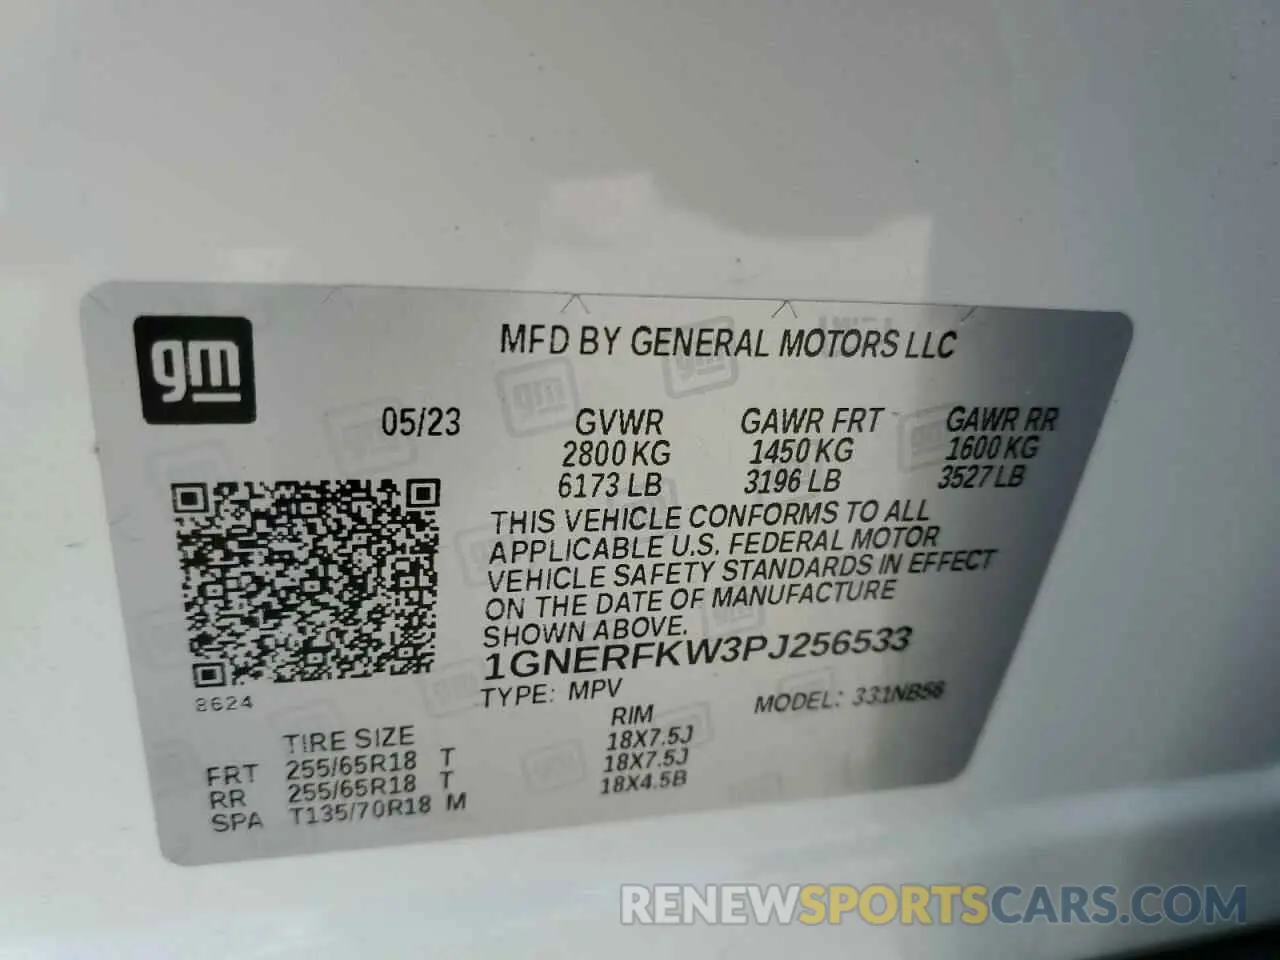 gm
MFD BY GENERAL MOTORS LLC
05/23 GVWR GAWR FRT GAWR RR
2800 KG 1450 KG 1600 KG
6173 LB 3196 LB 3527 LB
THIS VEHICLE CONFORMS TO ALL
APPLICABLE U.S. FEDERAL MOTOR
VEHICLE SAFETY STANDARDS IN EFFECT
ON THE DATE OF MANUFACTURE
SHOWN ABOVE.
1GNERFKW3PJ256533
TYPE: MPV MODEL: 331NB56
8624
TIRE SIZE RIM
FRT 255/65R18 T 18X7.5J
RR 255/65R18 T 18X7.5J
SPA T135/70R18 M 18X4.5B
RENEWSPORTSCARS.COM